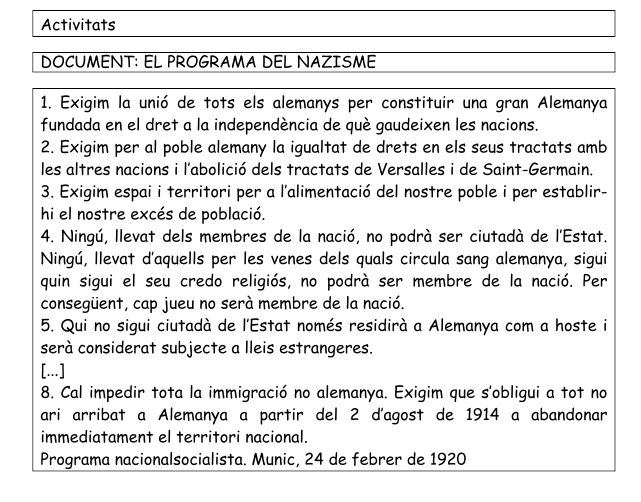 Activitats
DOCUMENT: EL PROGRAMA DEL NAZISME
1. Exigim la unió de tots els alemanys per constituir una gran Alemanya
fundada en el dret a la independència de què gaudeixen les nacions.
2. Exigim per al poble alemany la igualtat de drets en els seus tractats amb
les altres nacions i l'abolició dels tractats de Versalles i de Saint-Germain.
3. Exigim espai i territori per a l'alimentació del nostre poble i per establir-
hi el nostre excés de població.
4. Ningú, llevat dels membres de la nació, no podrà ser ciutadà de l'Estat.
Ningú, llevat d'aquells per les venes dels quals circula sang alemanya, sigui
quin sigui el seu credo religiós, no podrà ser membre de la nació. Per
consegüent, cap jueu no serà membre de la nació.
5. Qui no sigui ciutadà de l'Estat només residirà a Alemanya com a hoste i
serà considerat subjecte a lleis estrangeres.
[...]
8. Cal impedir tota la immigració no alemanya. Exigim que s'obligui a tot no
ari arribat a Alemanya a partir del 2 d'agost de 1914 a abandonar
immediatament el territori nacional.
Programa nacionalsocialista. Munic, 24 de febrer de 1920